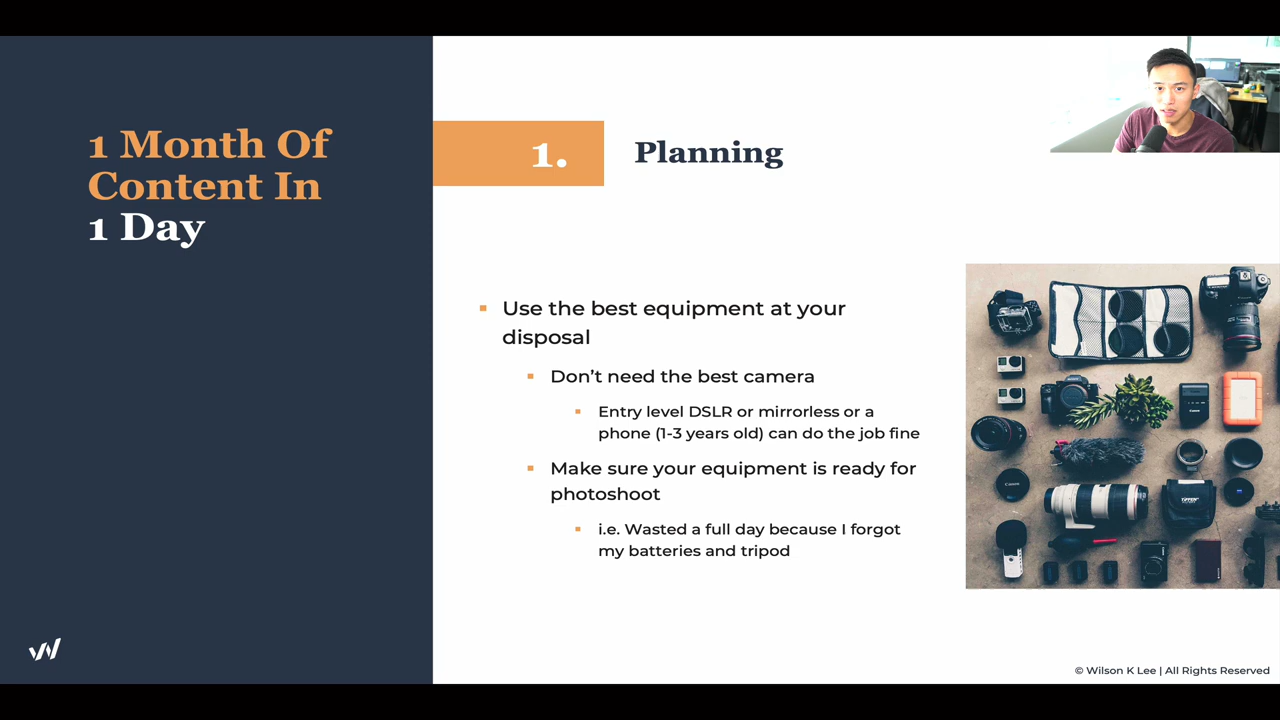 1 Month Of
Content In
1 Day
1.
Planning
Use the best equipment at your
disposal
Don’t need the best camera
Entry level DSLR or mirrorless or a
phone (1-3 years old) can do the job fine
Make sure your equipment is ready for
photoshoot
i.e. Wasted a full day because I forgot
my batteries and tripod
Canon
© Wilson K Lee | All Rights Reserved